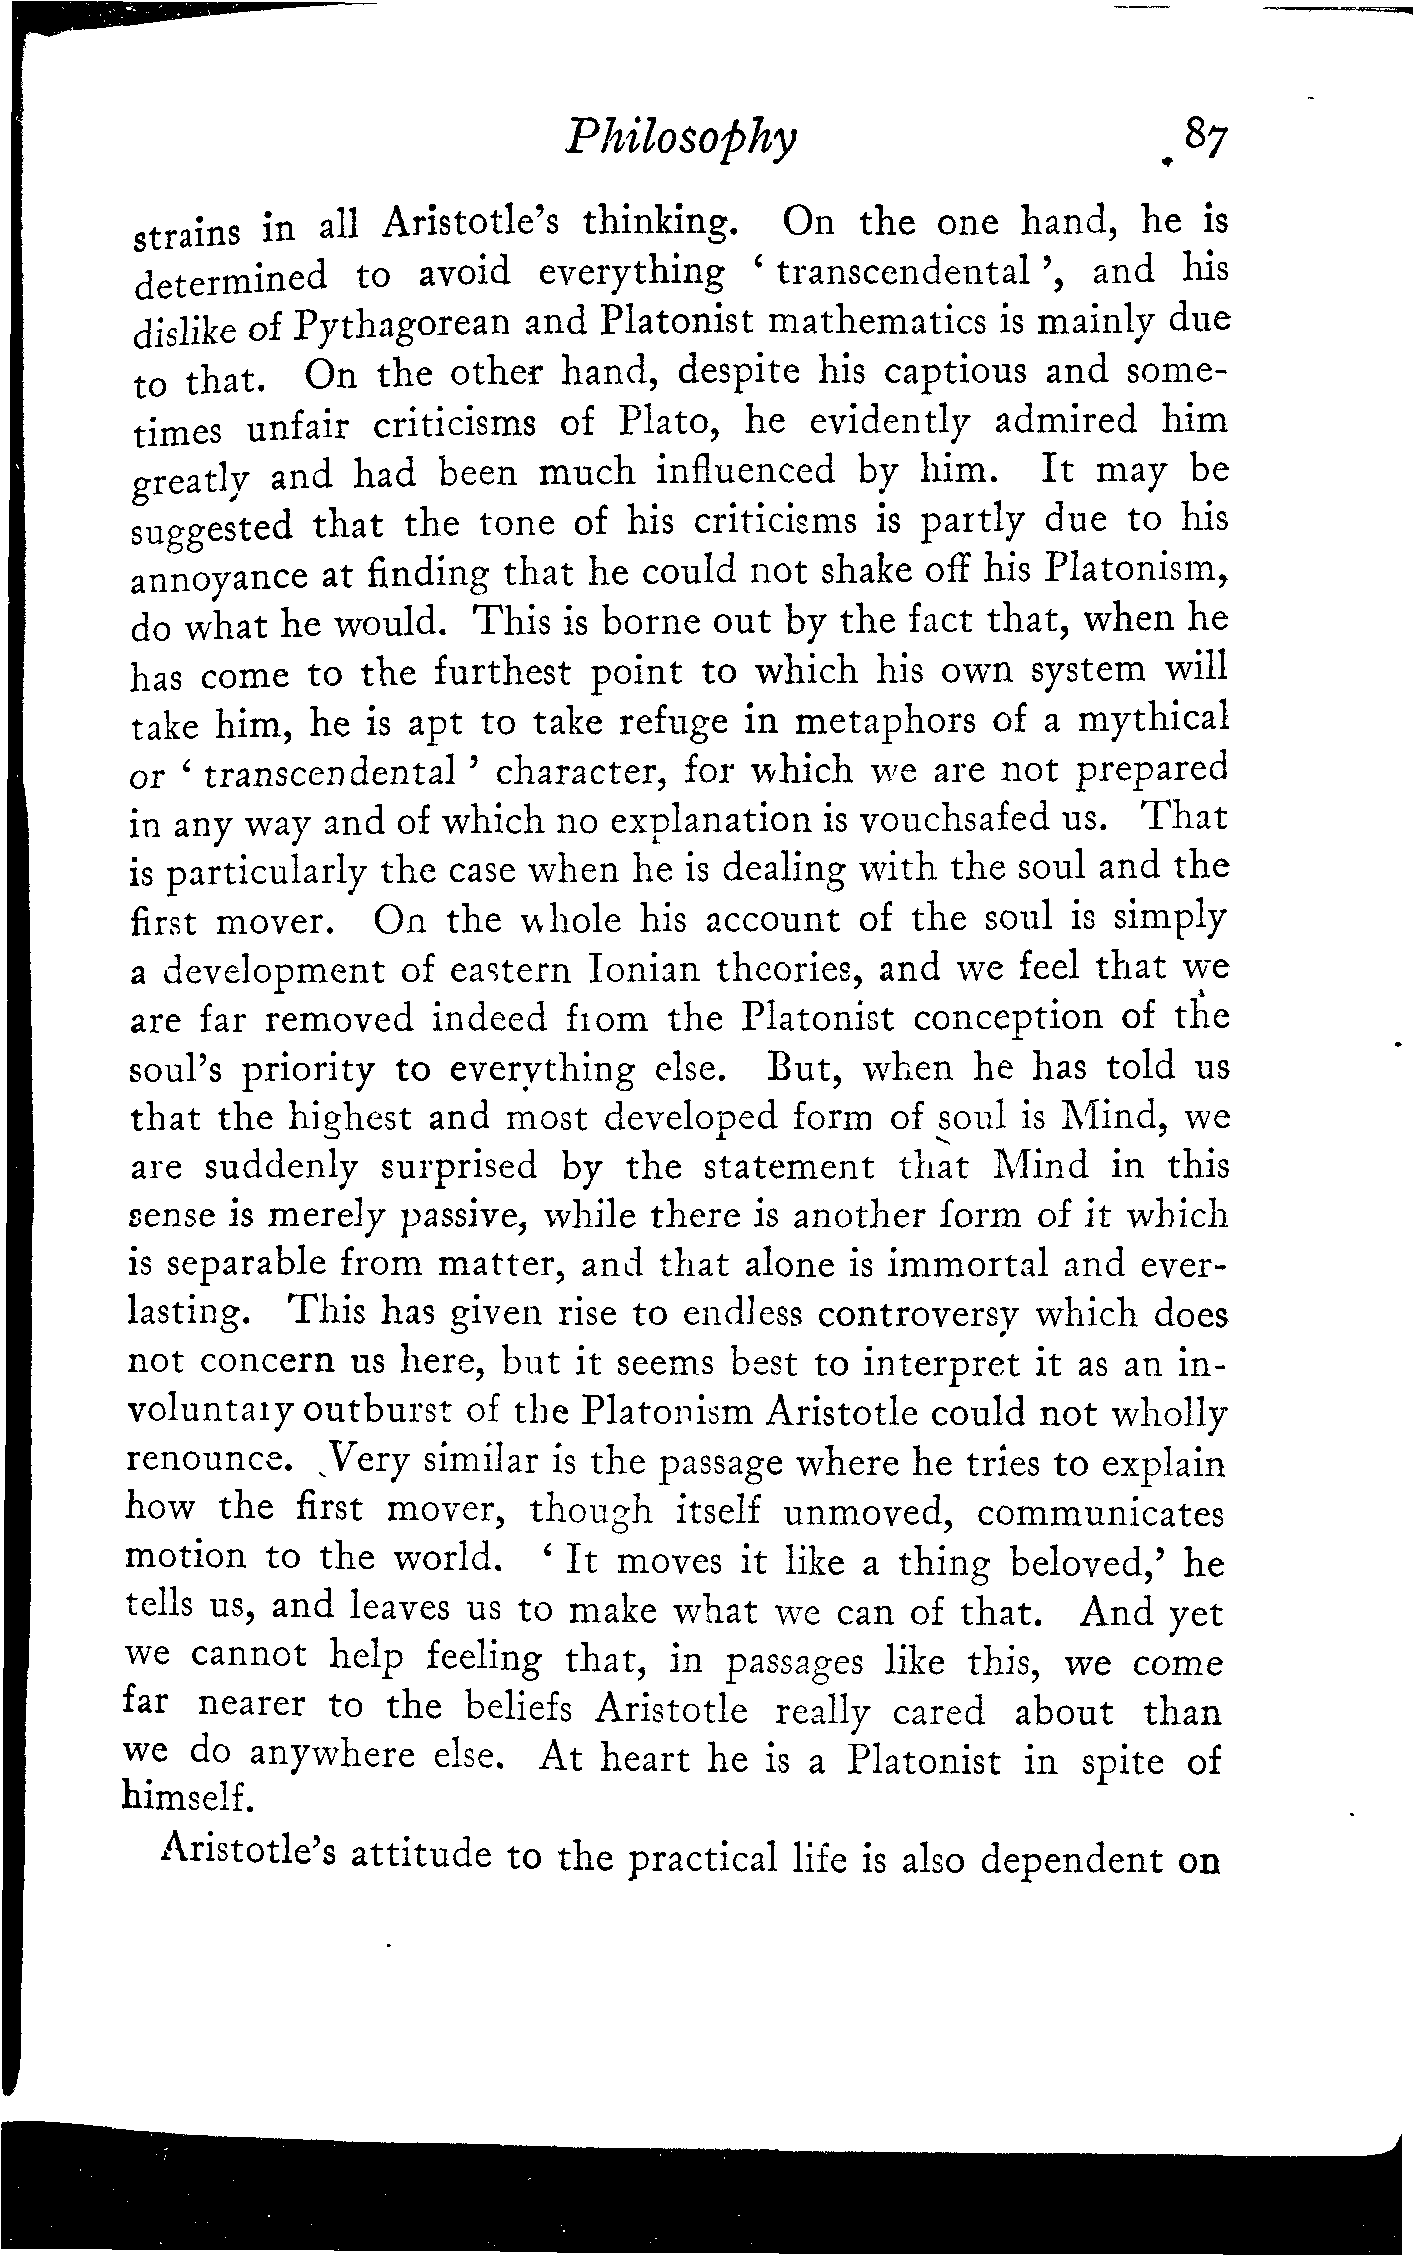 Philosophy 87
strains in all Aristotle's thinking. On the one hand, he is
determined to avoid everything ‘ transcendental ’, and his
dislike of Pythagorean and Platonist mathematics is mainly due
to that. On the other hand, despite his captious and some-
times unfair criticisms of Plato, he evidently admired him
greatly and had been much influenced by him. It may be
suggested that the tone of his criticisms is partly due to his
annoyance at finding that he could not shake off his Platonism,
do what he would. This is borne out by the fact that, when he
has come to the furthest point to which his own system will
take him, he is apt to take refuge in metaphors of a mythical
or ‘ transcendental ’ character, for which we are not prepared
in any way and of which no explanation is vouchsafed us. That
is particularly the case when he is dealing with the soul and the
first mover. On the whole his account of the soul is simply
a development of eastern Ionian theories, and we feel that we
are far removed indeed from the Platonist conception of the
soul's priority to everything else. But, when he has told us
that the highest and most developed form of soul is Mind, we
are suddenly surprised by the statement that Mind in this
sense is merely passive, while there is another form of it which
is separable from matter, and that alone is immortal and ever-
lasting. This has given rise to endless controversy which does
not concern us here, but it seems best to interpret it as an in-
voluntary outburst of the Platonism Aristotle could not wholly
renounce. Very similar is the passage where he tries to explain
how the first mover, though itself unmoved, communicates
motion to the world. ‘ It moves it like a thing beloved,’ he
tells us, and leaves us to make what we can of that. And yet
we cannot help feeling that, in passages like this, we come
far nearer to the beliefs Aristotle really cared about than
we do anywhere else. At heart he is a Platonist in spite of
himself.
Aristotle's attitude to the practical life is also dependent on